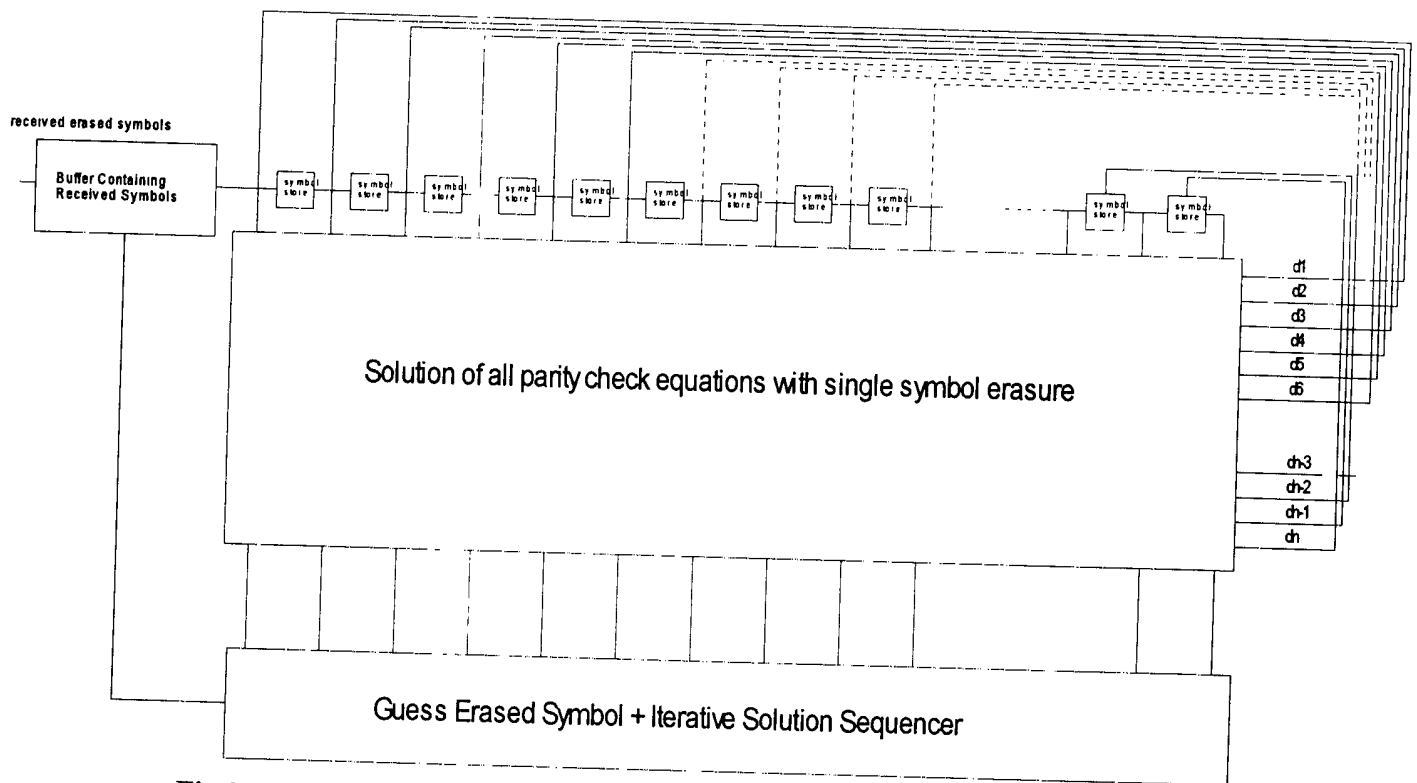 received erased symbols
Buffer Containing
Received Symbols
symbol
store
symbol
store
symbol
store
symbol
store
symbol
store
symbol
store
symbol
store
symbol
store
symbol
store
symbol
store
symbol
store
d1
d2
d3
d4
d5
d6
dn-3
dn-2
dn-1
dn
Solution of all parity check equations with single symbol erasure
Guess Erased Symbol + Iterative Solution Sequencer